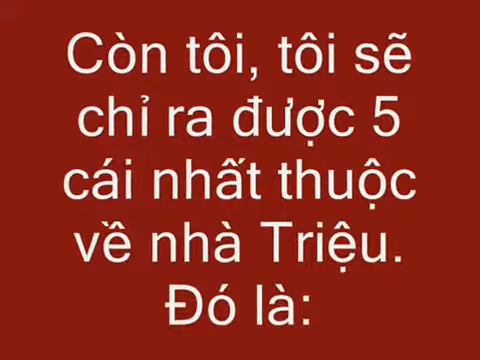 Còn tôi, tôi sẽ
chỉ ra được 5
cái nhất thuộc
về nhà Triệu.
Đó là: